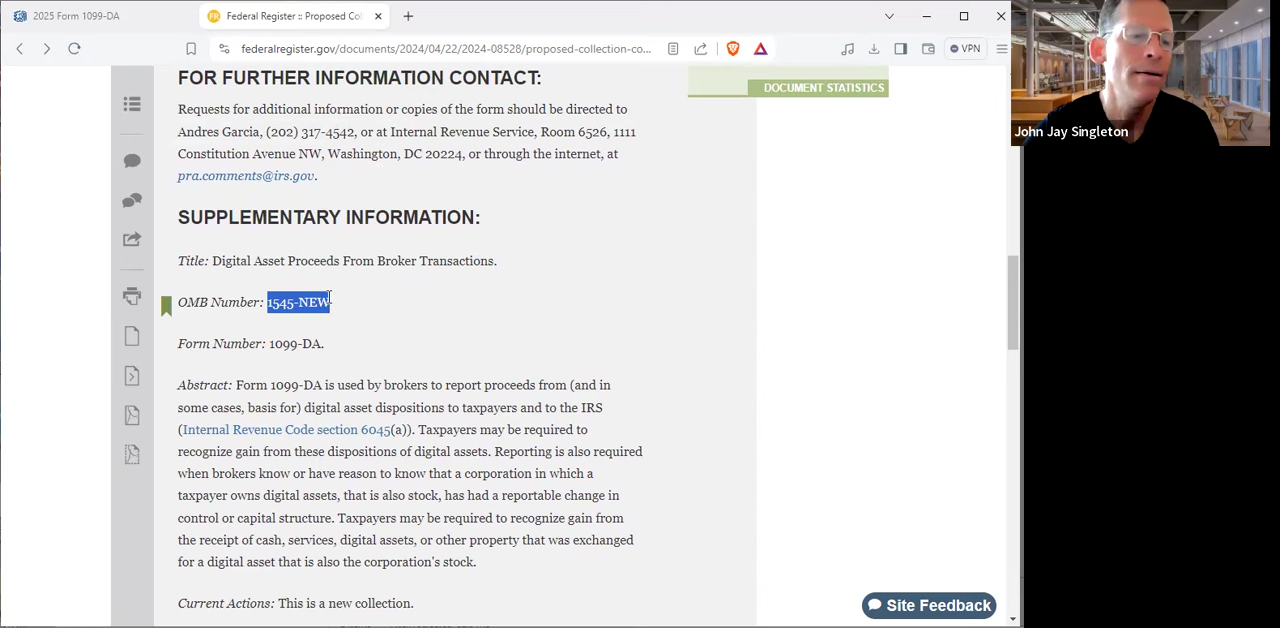 2025 Form 1099-DA
Federal Register :: Proposed Co
federalregister.gov/documents/2024/04/22/2024-08528/proposed-collection-co...
VPN
John Jay Singleton
FOR FURTHER INFORMATION CONTACT:
DOCUMENT STATISTICS
Requests for additional information or copies of the form should be directed to
Andres Garcia, (202) 317-4542, or at Internal Revenue Service, Room 6526, 1111
Constitution Avenue NW, Washington, DC 20224, or through the internet, at
pra.comments@irs.gov.
SUPPLEMENTARY INFORMATION:
Title: Digital Asset Proceeds From Broker Transactions.
OMB Number: 1545-NEW.
Form Number: 1099-DA.
Abstract: Form 1099-DA is used by brokers to report proceeds from (and in
some cases, basis for) digital asset dispositions to taxpayers and to the IRS
(Internal Revenue Code section 6045(a)). Taxpayers may be required to
recognize gain from these dispositions of digital assets. Reporting is also required
when brokers know or have reason to know that a corporation in which a
taxpayer owns digital assets, that is also stock, has had a reportable change in
control or capital structure. Taxpayers may be required to recognize gain from
the receipt of cash, services, digital assets, or other property that was exchanged
for a digital asset that is also the corporation's stock.
Current Actions: This is a new collection.
Site Feedback